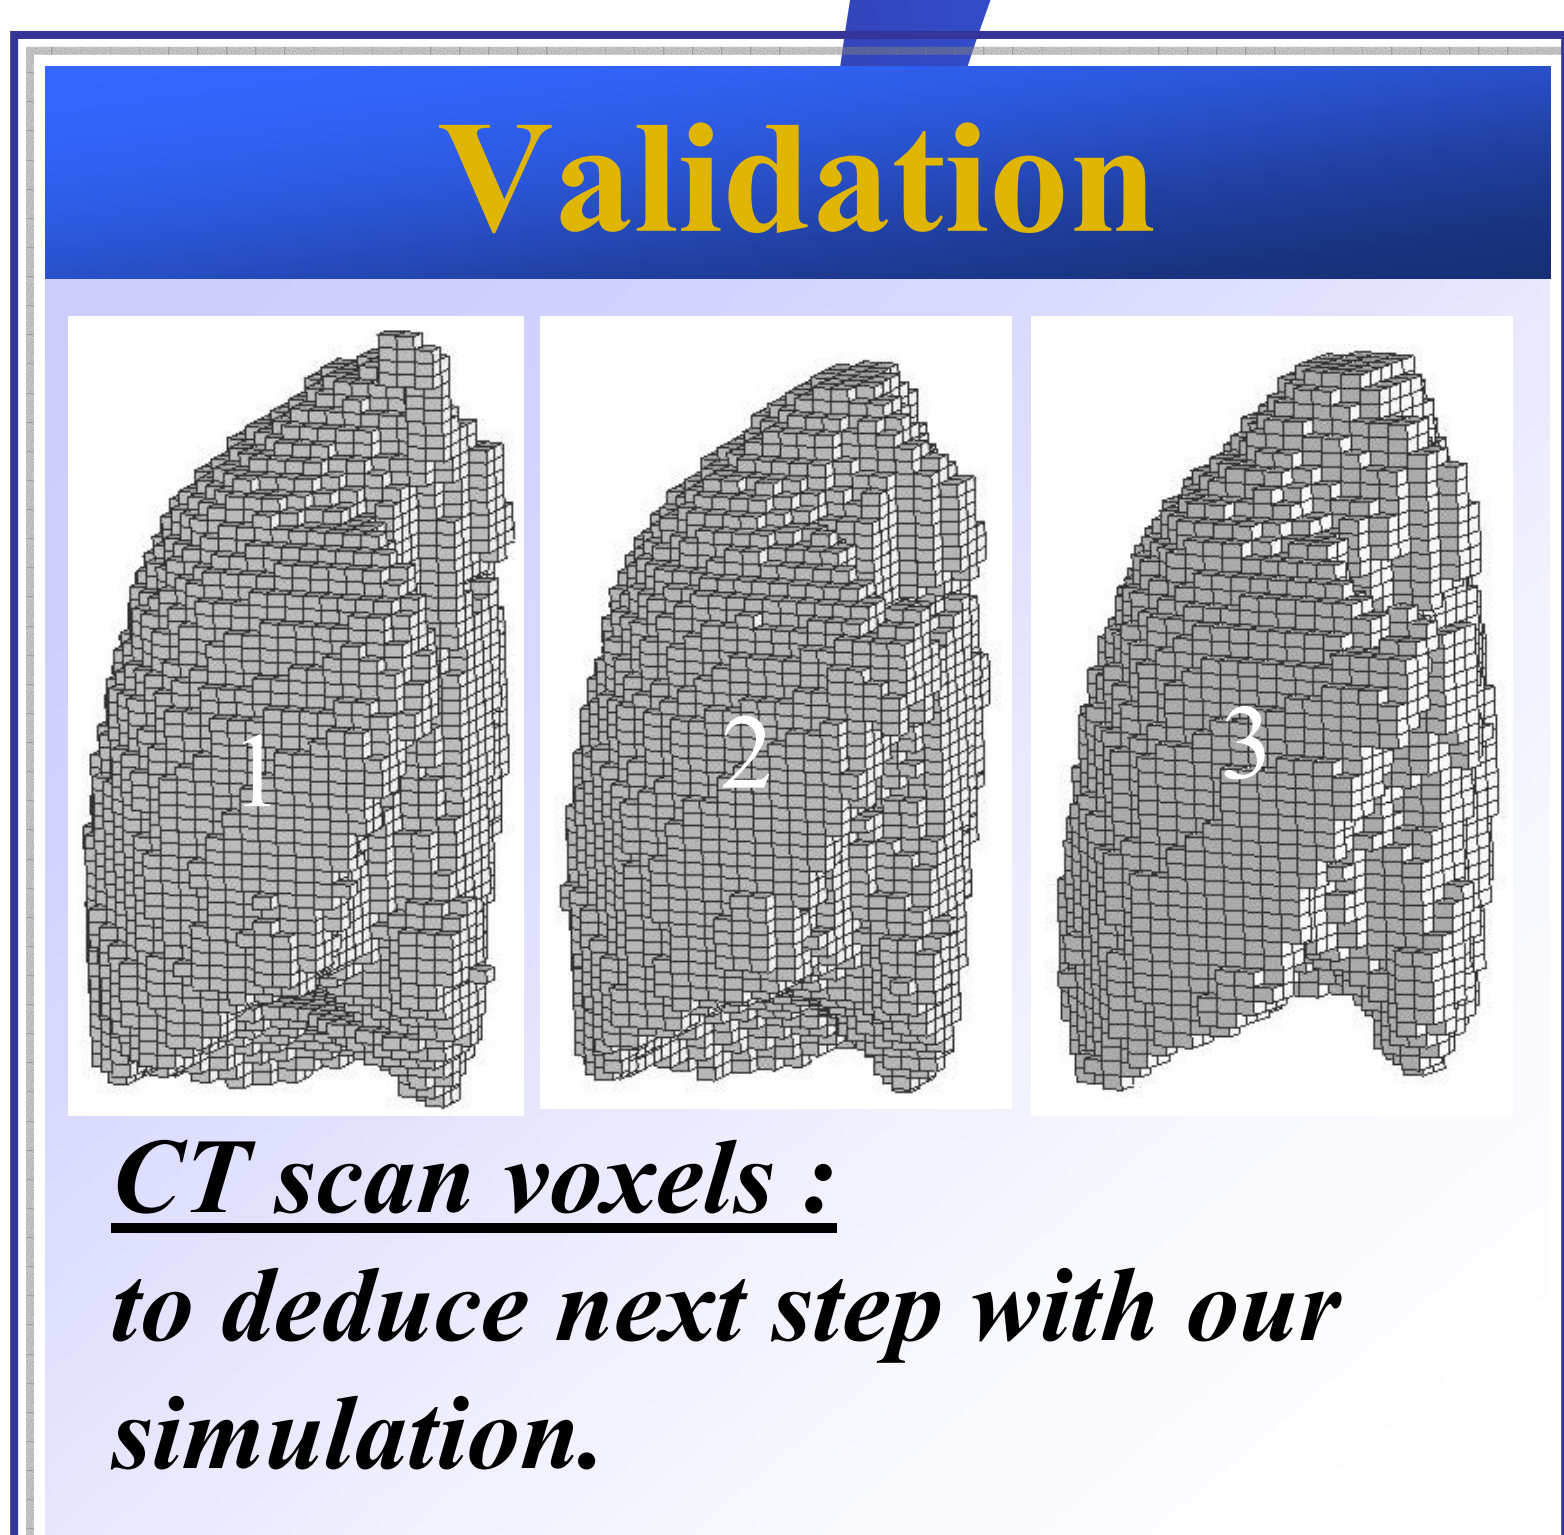 Validation
1
2
3
CT scan voxels :
to deduce next step with our
simulation.